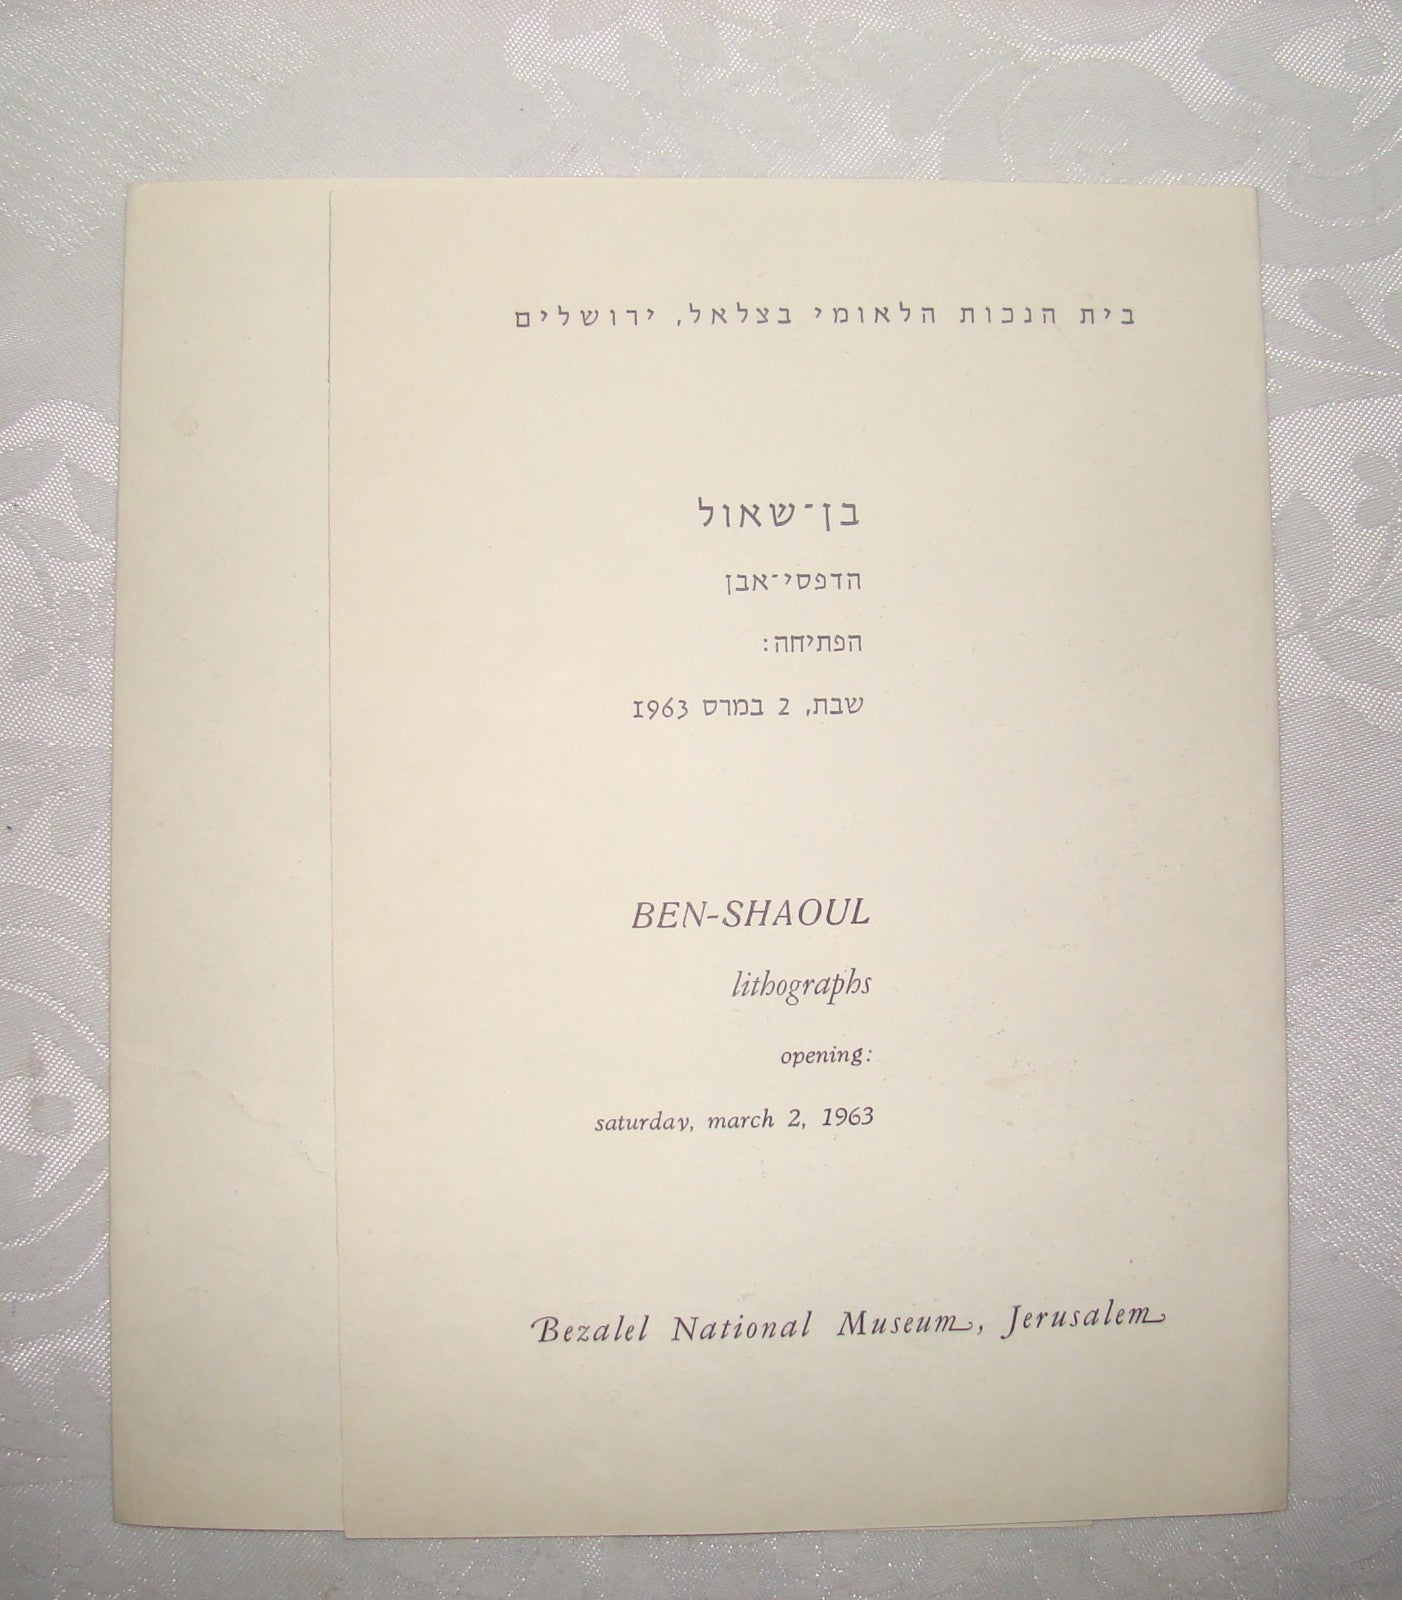 בית הנכות הלאומי בצלאל, ירושלים
בן־שאול
הדפסי־אבן
הפתיחה:
שבת, 2 במרס 1963
BEN-SHAOUL
lithographs
opening:
saturday, march 2, 1963
Bezalel National Museum, Jerusalem